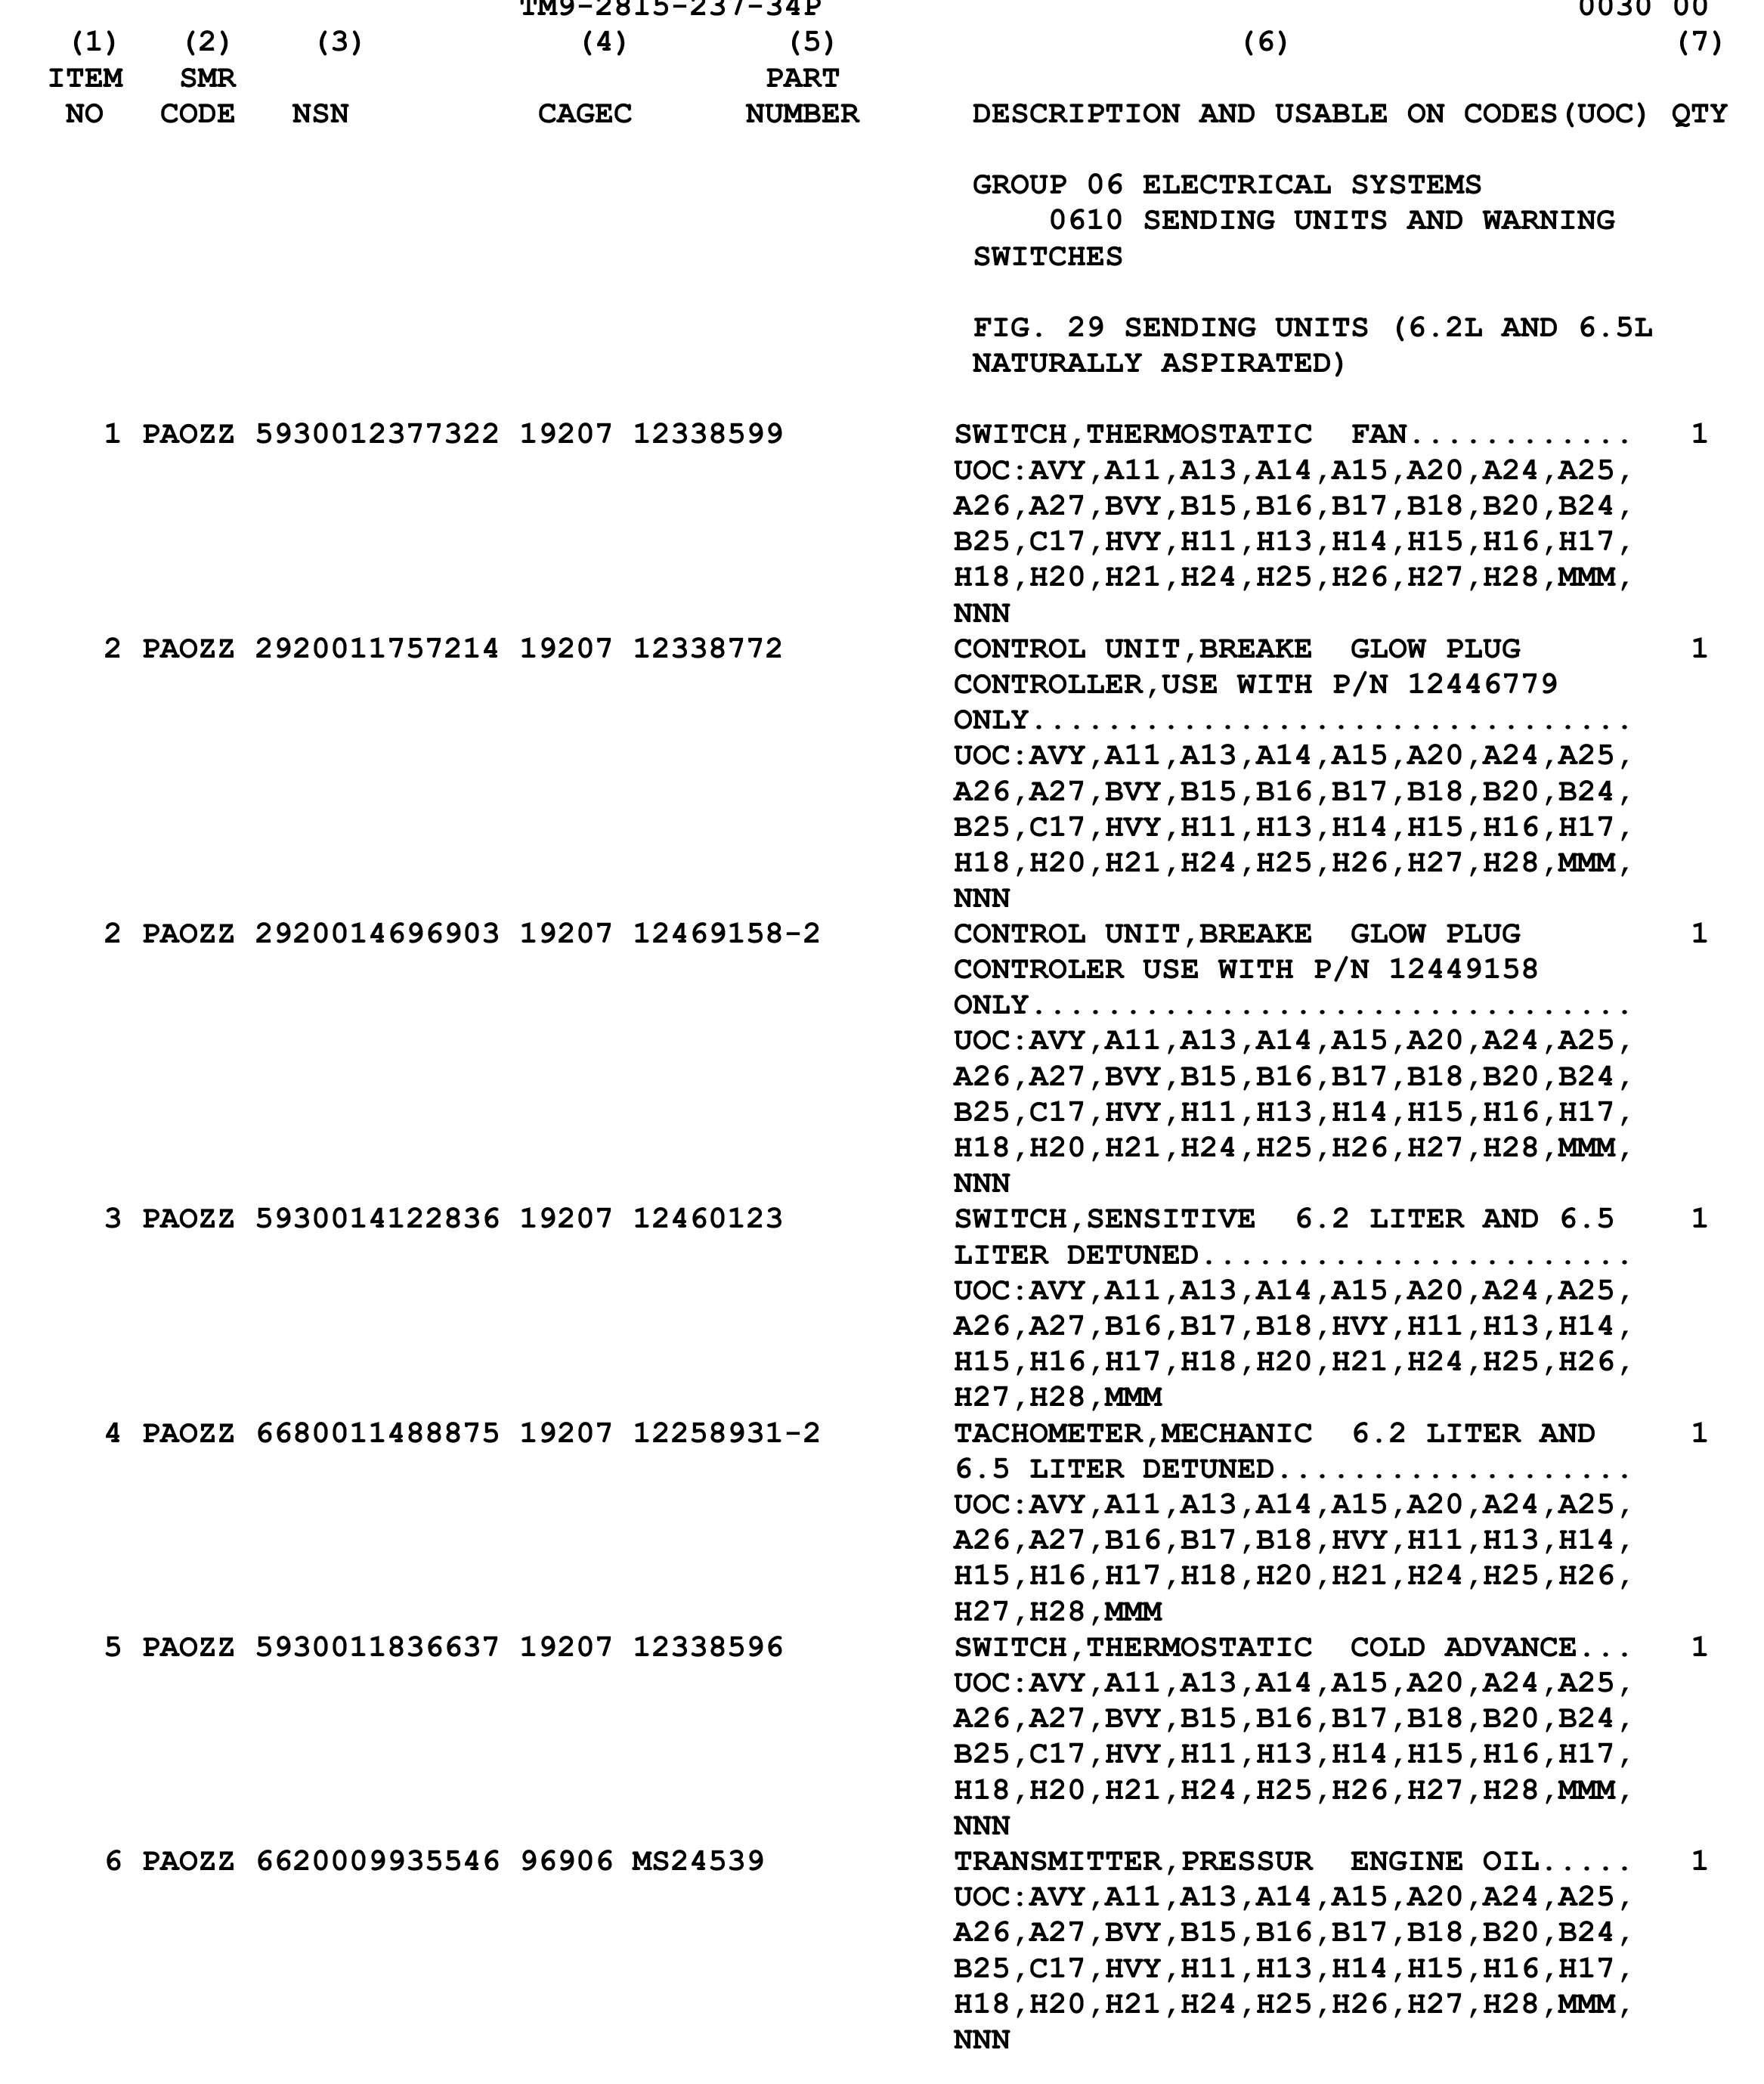 TM9-2815-237-34P 0030 00
(1) (2) (3) (4) (5) (6) (7)
ITEM SMR PART
NO CODE NSN CAGEC NUMBER DESCRIPTION AND USABLE ON CODES(UOC) QTY
GROUP 06 ELECTRICAL SYSTEMS
0610 SENDING UNITS AND WARNING
SWITCHES
FIG. 29 SENDING UNITS (6.2L AND 6.5L
NATURALLY ASPIRATED)
1 PAOZZ 5930012377322 19207 12338599 SWITCH,THERMOSTATIC FAN............ 1
UOC:AVY,A11,A13,A14,A15,A20,A24,A25,
A26,A27,BVY,B15,B16,B17,B18,B20,B24,
B25,C17,HVY,H11,H13,H14,H15,H16,H17,
H18,H20,H21,H24,H25,H26,H27,H28,MMM,
NNN
2 PAOZZ 2920011757214 19207 12338772 CONTROL UNIT,BREAKE GLOW PLUG 1
CONTROLLER,USE WITH P/N 12446779
ONLY................................
UOC:AVY,A11,A13,A14,A15,A20,A24,A25,
A26,A27,BVY,B15,B16,B17,B18,B20,B24,
B25,C17,HVY,H11,H13,H14,H15,H16,H17,
H18,H20,H21,H24,H25,H26,H27,H28,MMM,
NNN
2 PAOZZ 2920014696903 19207 12469158-2 CONTROL UNIT,BREAKE GLOW PLUG 1
CONTROLER USE WITH P/N 12449158
ONLY................................
UOC:AVY,A11,A13,A14,A15,A20,A24,A25,
A26,A27,BVY,B15,B16,B17,B18,B20,B24,
B25,C17,HVY,H11,H13,H14,H15,H16,H17,
H18,H20,H21,H24,H25,H26,H27,H28,MMM,
NNN
3 PAOZZ 5930014122836 19207 12460123 SWITCH,SENSITIVE 6.2 LITER AND 6.5 1
LITER DETUNED.......................
UOC:AVY,A11,A13,A14,A15,A20,A24,A25,
A26,A27,B16,B17,B18,HVY,H11,H13,H14,
H15,H16,H17,H18,H20,H21,H24,H25,H26,
H27,H28,MMM
4 PAOZZ 6680011488875 19207 12258931-2 TACHOMETER,MECHANIC 6.2 LITER AND 1
6.5 LITER DETUNED...................
UOC:AVY,A11,A13,A14,A15,A20,A24,A25,
A26,A27,B16,B17,B18,HVY,H11,H13,H14,
H15,H16,H17,H18,H20,H21,H24,H25,H26,
H27,H28,MMM
5 PAOZZ 5930011836637 19207 12338596 SWITCH,THERMOSTATIC COLD ADVANCE... 1
UOC:AVY,A11,A13,A14,A15,A20,A24,A25,
A26,A27,BVY,B15,B16,B17,B18,B20,B24,
B25,C17,HVY,H11,H13,H14,H15,H16,H17,
H18,H20,H21,H24,H25,H26,H27,H28,MMM,
NNN
6 PAOZZ 6620009935546 96906 MS24539 TRANSMITTER,PRESSUR ENGINE OIL..... 1
UOC:AVY,A11,A13,A14,A15,A20,A24,A25,
A26,A27,BVY,B15,B16,B17,B18,B20,B24,
B25,C17,HVY,H11,H13,H14,H15,H16,H17,
H18,H20,H21,H24,H25,H26,H27,H28,MMM,
NNN